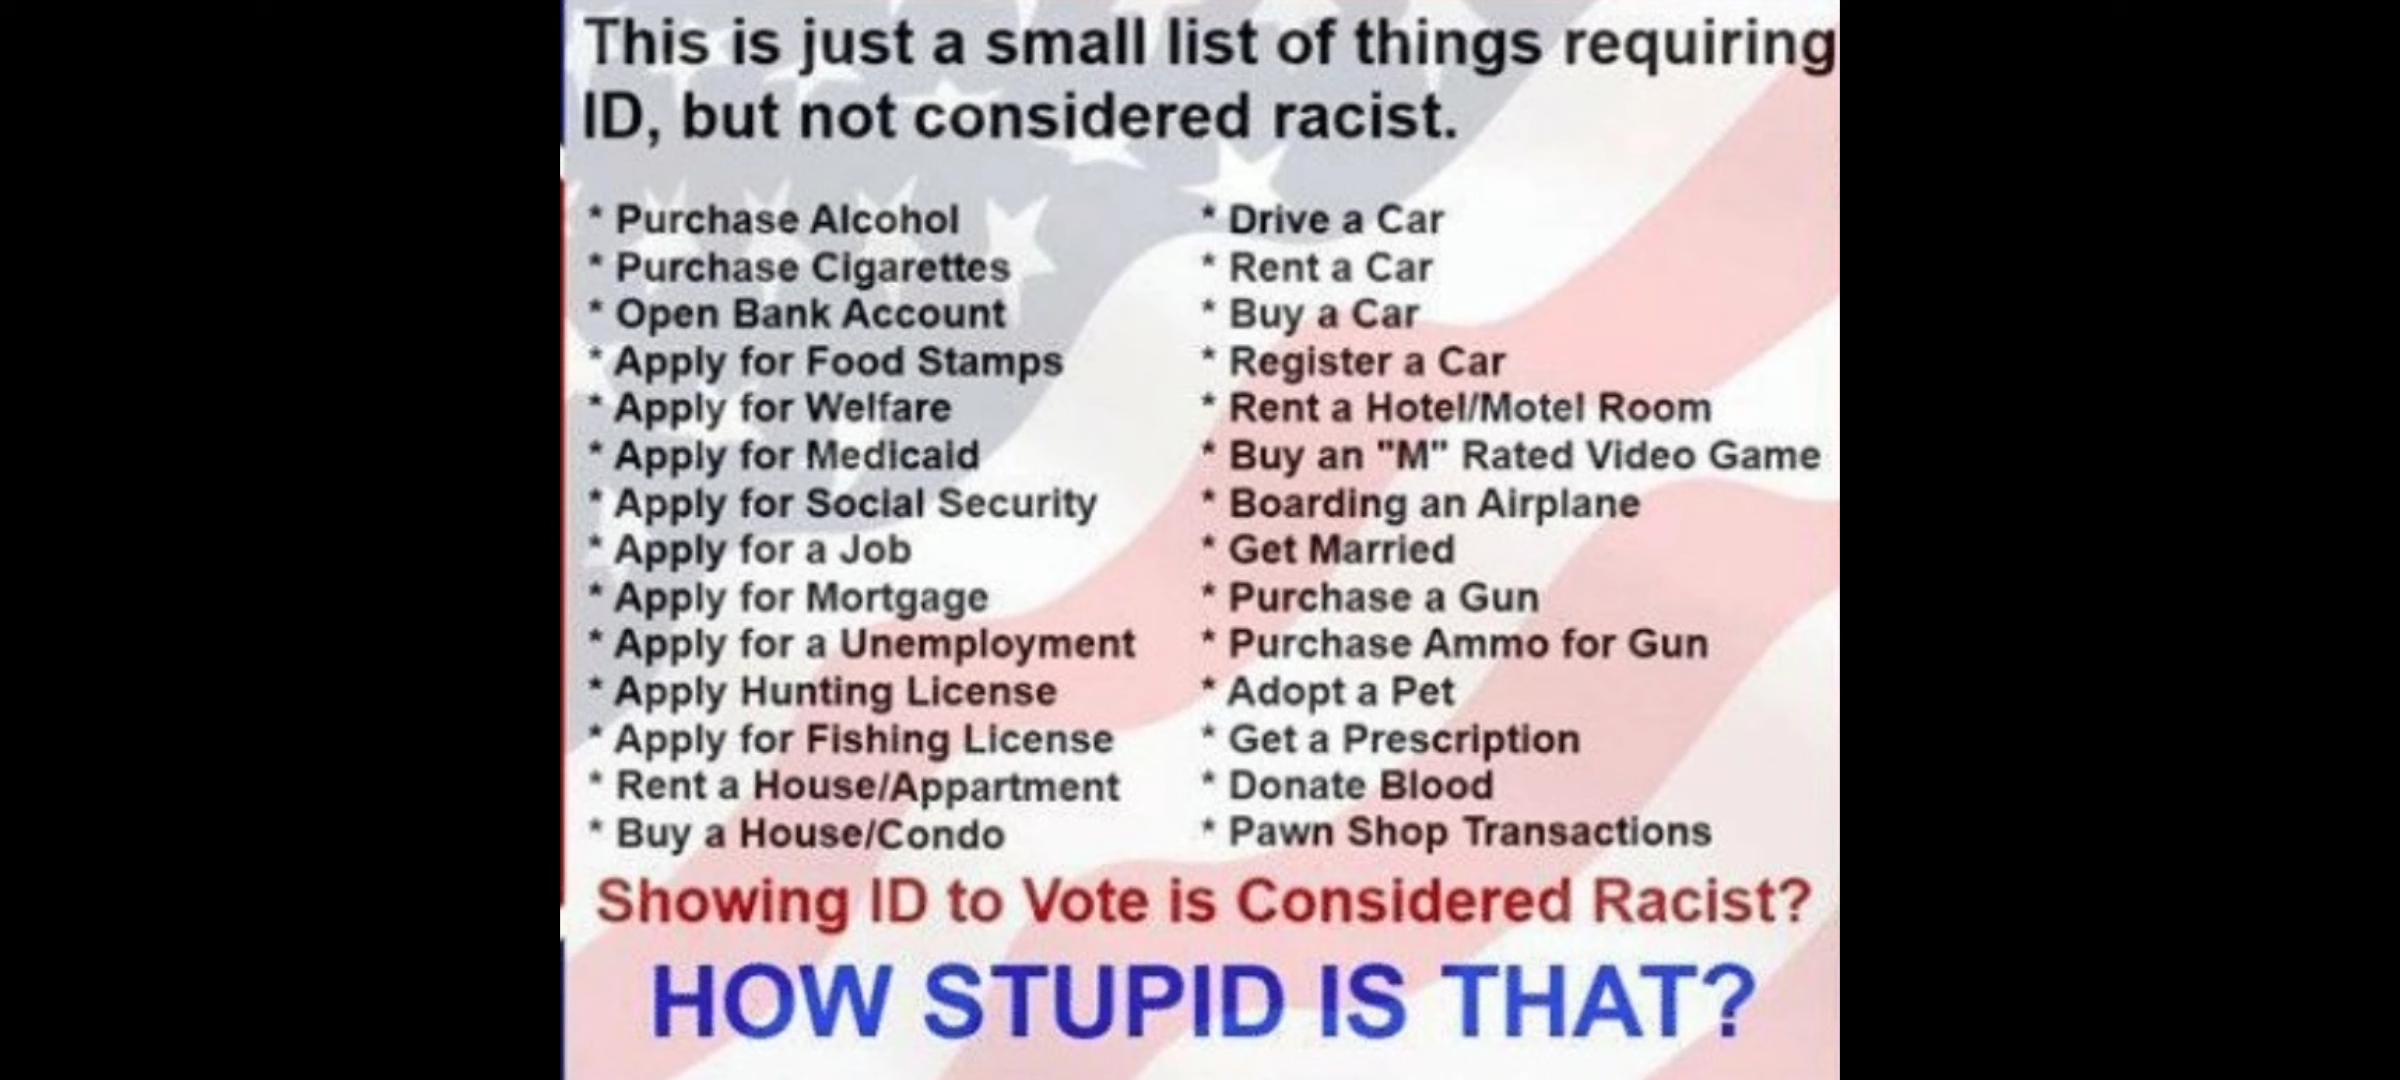 This is just a small list of things requiring
ID, but not considered racist.
* Purchase Alcohol
* Purchase Cigarettes
* Open Bank Account
* Apply for Food Stamps
* Apply for Welfare
* Apply for Medicaid
* Apply for Social Security
* Apply for a Job
* Apply for Mortgage
* Apply for a Unemployment
* Apply Hunting License
* Apply for Fishing License
* Rent a House/Appartment
* Buy a House/Condo
* Drive a Car
* Rent a Car
* Buy a Car
* Register a Car
* Rent a Hotel/Motel Room
* Buy an "M" Rated Video Game
* Boarding an Airplane
* Get Married
* Purchase a Gun
* Purchase Ammo for Gun
* Adopt a Pet
* Get a Prescription
* Donate Blood
* Pawn Shop Transactions
Showing ID to Vote is Considered Racist?
HOW STUPID IS THAT?